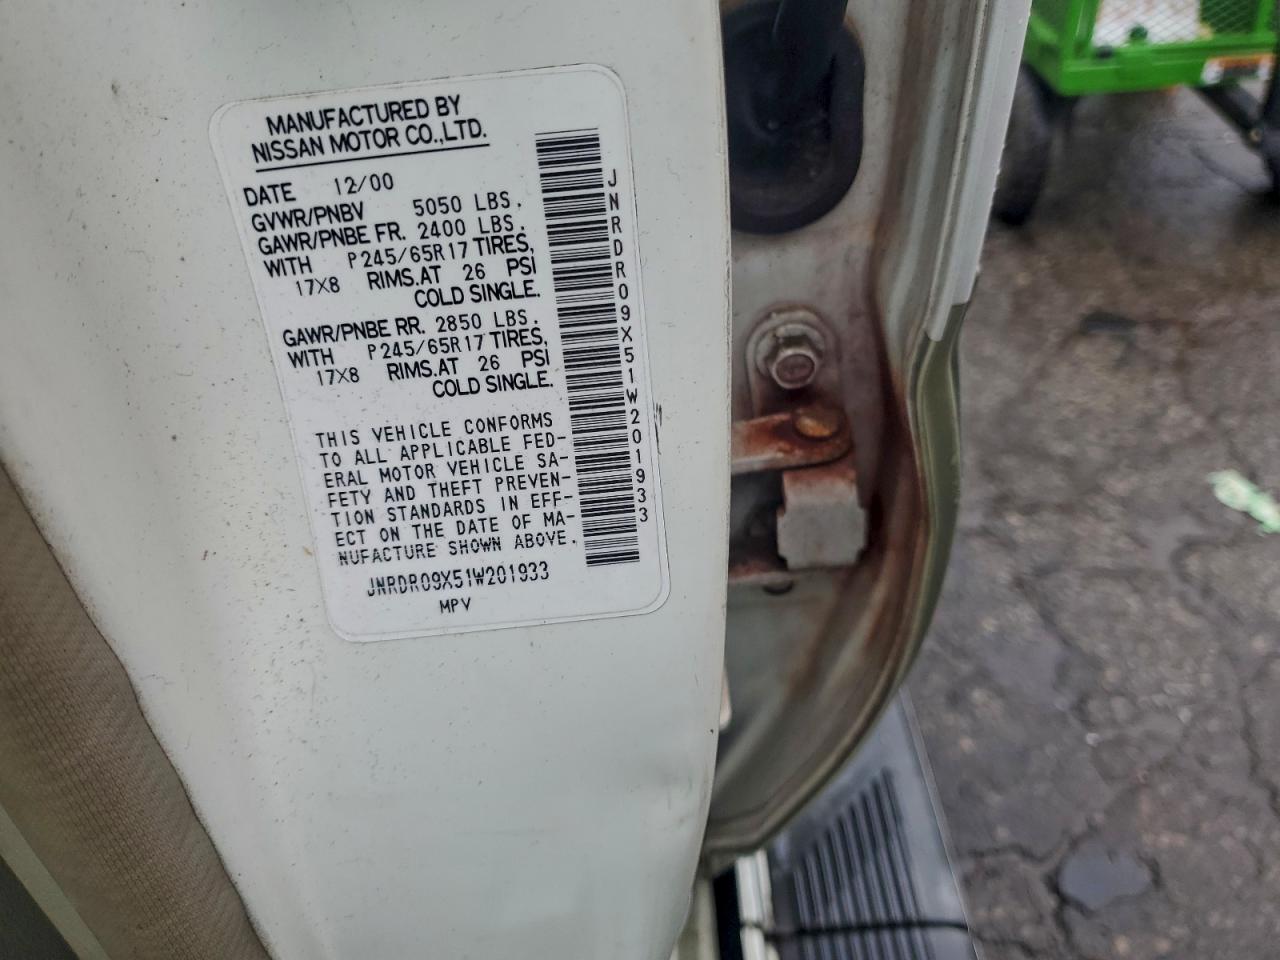 MANUFACTURED BY
NISSAN MOTOR CO.,LTD.
DATE 12/00
GVWR/PNBV 5050 LBS.
GAWR/PNBE FR. 2400 LBS.
WITH P245/65R17 TIRES,
17X8 RIMS.AT 26 PSI
COLD SINGLE.
GAWR/PNBE RR. 2850 LBS.
WITH P245/65R17 TIRES,
17X8 RIMS.AT 26 PSI
COLD SINGLE.
THIS VEHICLE CONFORMS
TO ALL APPLICABLE FED-
ERAL MOTOR VEHICLE SA-
FETY AND THEFT PREVEN-
TION STANDARDS IN EFF-
ECT ON THE DATE OF MA-
NUFACTURE SHOWN ABOVE.
JNRDR09X51W201933
MPV
JNRDR09X51W201933